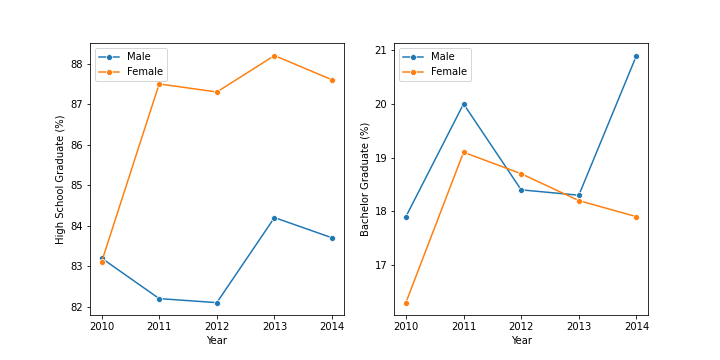 Male
Female
High School Graduate (%)
88
87
86
85
84
83
82
2010 2011 2012 2013 2014
Year
Male
Female
Bachelor Graduate (%)
21
20
19
18
17
2010 2011 2012 2013 2014
Year